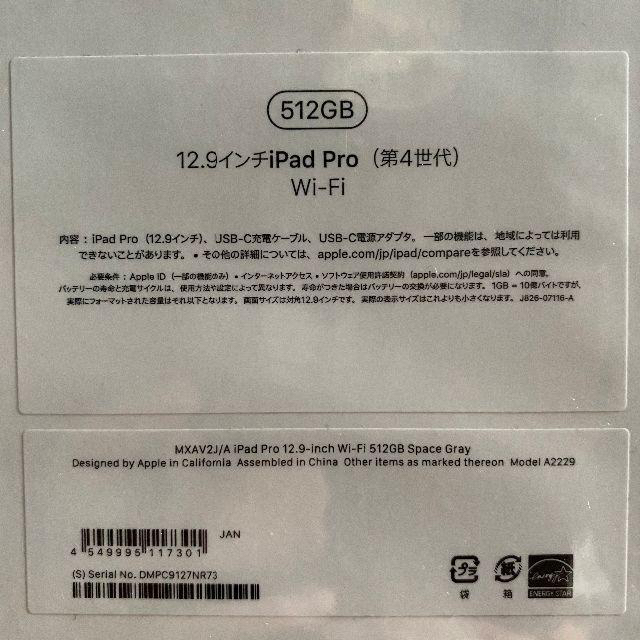 512GB
12.9インチiPad Pro（第4世代）
Wi-Fi
内容：iPad Pro（12.9インチ）、USB-C充電ケーブル、USB-C電源アダプタ。一部の機能は、地域によっては利用
できないことがあります。• その他の詳細については、apple.com/jp/ipad/compareを参照してください。
必要条件：Apple ID（一部の機能のみ）• インターネットアクセス • ソフトウェア使用許諾契約（apple.com/jp/legal/sla）への同意。
バッテリーの寿命と充電サイクルは、使用方法や設定によって異なります。寿命がつきた場合はバッテリーの交換が必要になります。1GB = 10億バイトですが、
実際にフォーマットされた容量はそれ以下となります。画面サイズは対角12.9インチです。実際の表示サイズはこれよりも小さくなります。J826-07116-A
MXAV2J/A iPad Pro 12.9-inch Wi-Fi 512GB Space Gray
Designed by Apple in California Assembled in China Other items as marked thereon Model A2229
JAN
4 549995 117301
(S) Serial No. DMPC9127NR73
プラ
袋
紙
箱
energy
ENERGY STAR